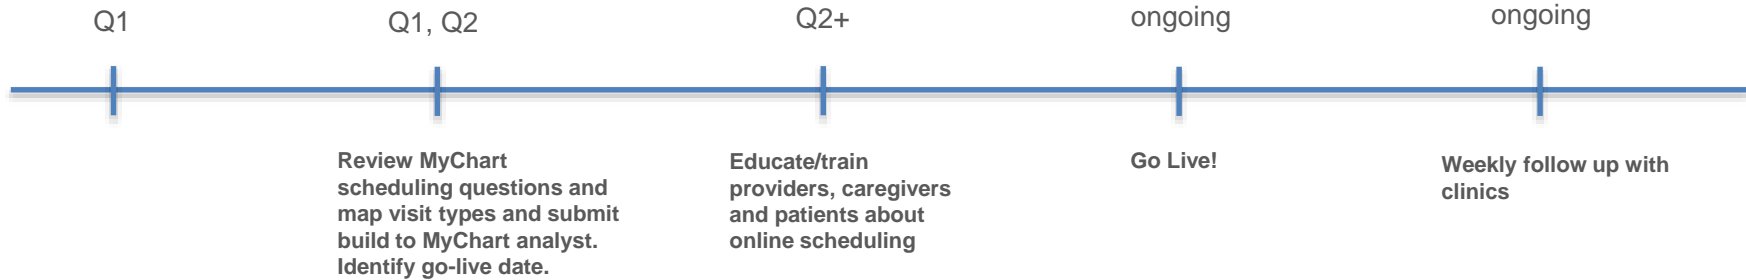 Q1
Q1, Q2
Q2+
ongoing
ongoing
Review MyChart
scheduling questions and
map visit types and submit
build to MyChart analyst.
Identify go-live date.
Educate/train
providers, caregivers
and patients about
online scheduling
Go Live!
Weekly follow up with
clinics